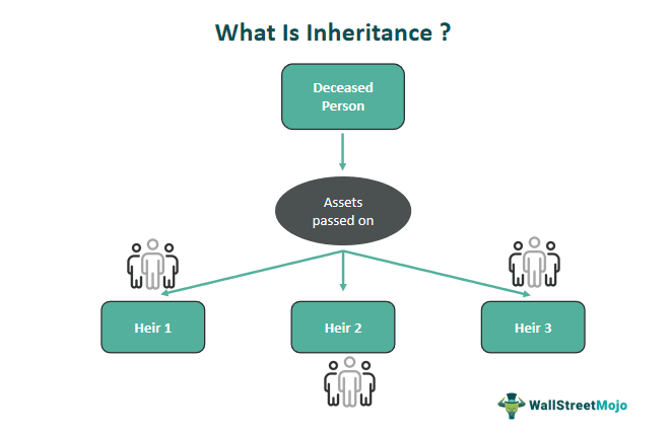 What Is Inheritance ?
Deceased
Person
Assets
passed on
Heir 1
Heir 2
Heir 3
WallStreetMojo